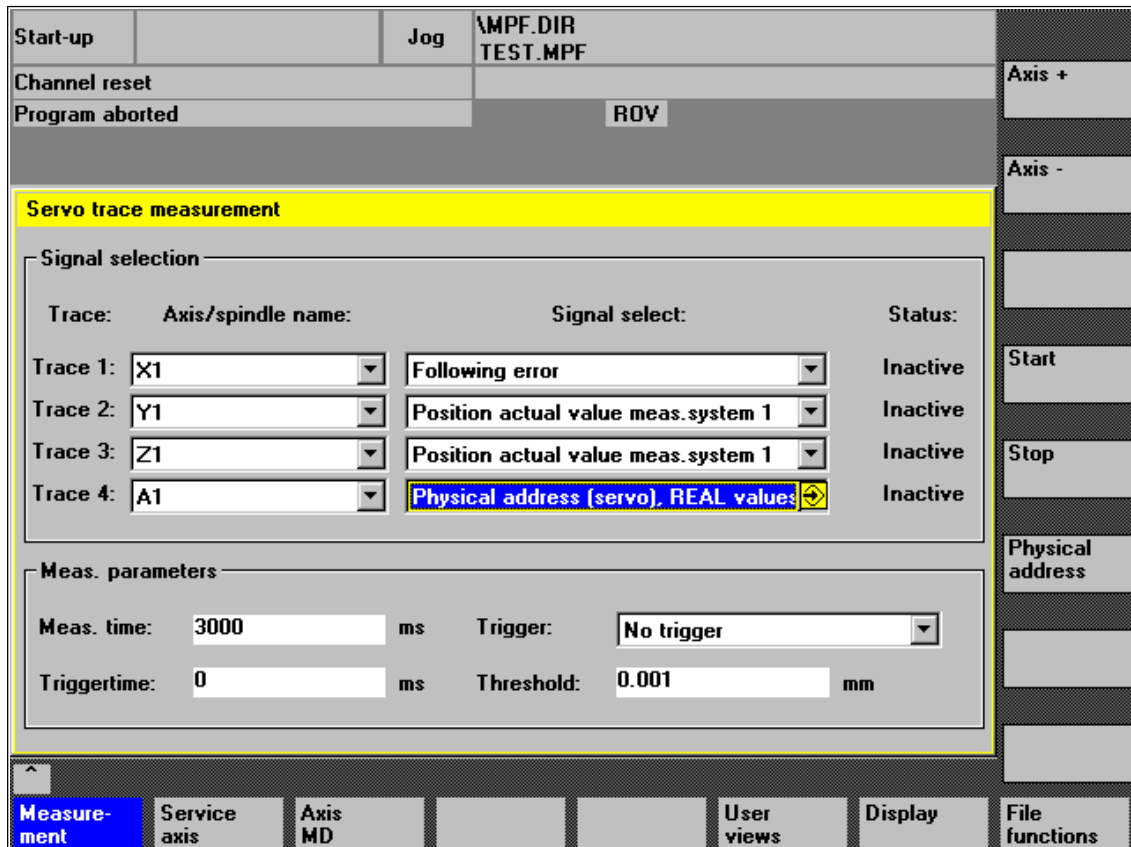 Start-up
Jog
\MPF.DIR
TEST.MPF
Channel reset
Program aborted
ROV
Axis +
Axis -
Start
Stop
Physical
address
Servo trace measurement
Signal selection
Trace: Axis/spindle name: Signal select: Status:
Trace 1: X1 Following error Inactive
Trace 2: Y1 Position actual value meas.system 1 Inactive
Trace 3: Z1 Position actual value meas.system 1 Inactive
Trace 4: A1 Physical address (servo), REAL values Inactive
Meas. parameters
Meas. time: 3000 ms Trigger: No trigger
Triggertime: 0 ms Threshold: 0.001 mm
^
Measure-
ment
Service
axis
Axis
MD
User
views
Display
File
functions